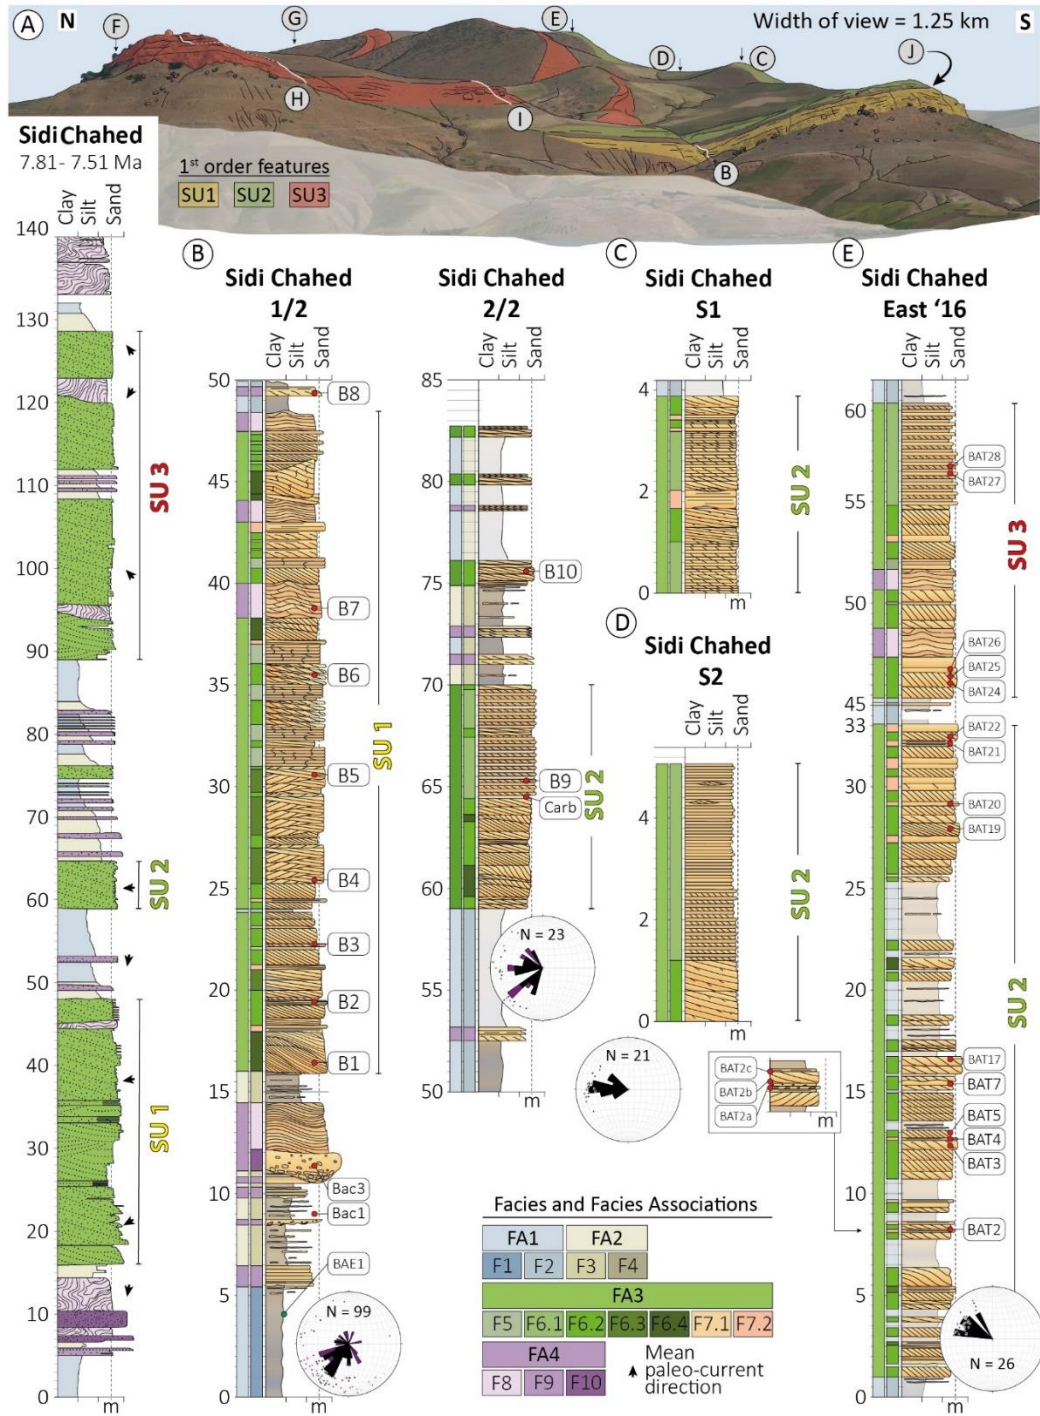 A
N
F
G
E
Width of view = 1.25 km
S
D
C
J
H
I
B
1st order features
SU1
SU2
SU3
Sidi Chahed
7.81- 7.51 Ma
Clay
Silt
Sand
140
130
120
110
100
90
80
70
60
50
40
30
20
10
0
m
SU 3
SU 2
SU 1
B
Sidi Chahed
1/2
Clay
Silt
Sand
50
45
40
35
30
25
20
15
10
5
0
m
B8
B7
B6
B5
B4
B3
B2
B1
Bac3
Bac1
BAE1
SU 1
N = 99
Sidi Chahed
2/2
Clay
Silt
Sand
85
80
75
70
65
60
55
50
m
B10
B9
Carb
SU 2
N = 23
C
Sidi Chahed
S1
Clay
Silt
Sand
4
2
0
m
SU 2
D
Sidi Chahed
S2
Clay
Silt
Sand
4
2
0
m
SU 2
N = 21
BAT2c
BAT2b
BAT2a
m
E
Sidi Chahed
East ‘16
Clay
Silt
Sand
60
55
50
45
33
30
25
20
15
10
5
0
m
BAT28
BAT27
BAT26
BAT25
BAT24
BAT22
BAT21
BAT20
BAT19
BAT17
BAT7
BAT5
BAT4
BAT3
BAT2
SU 3
SU 2
N = 26
Facies and Facies Associations
FA1 FA2
F1 F2 F3 F4
FA3
F5 F6.1 F6.2 F6.3 F6.4 F7.1 F7.2
FA4
F8 F9 F10
Mean
paleo-current
direction